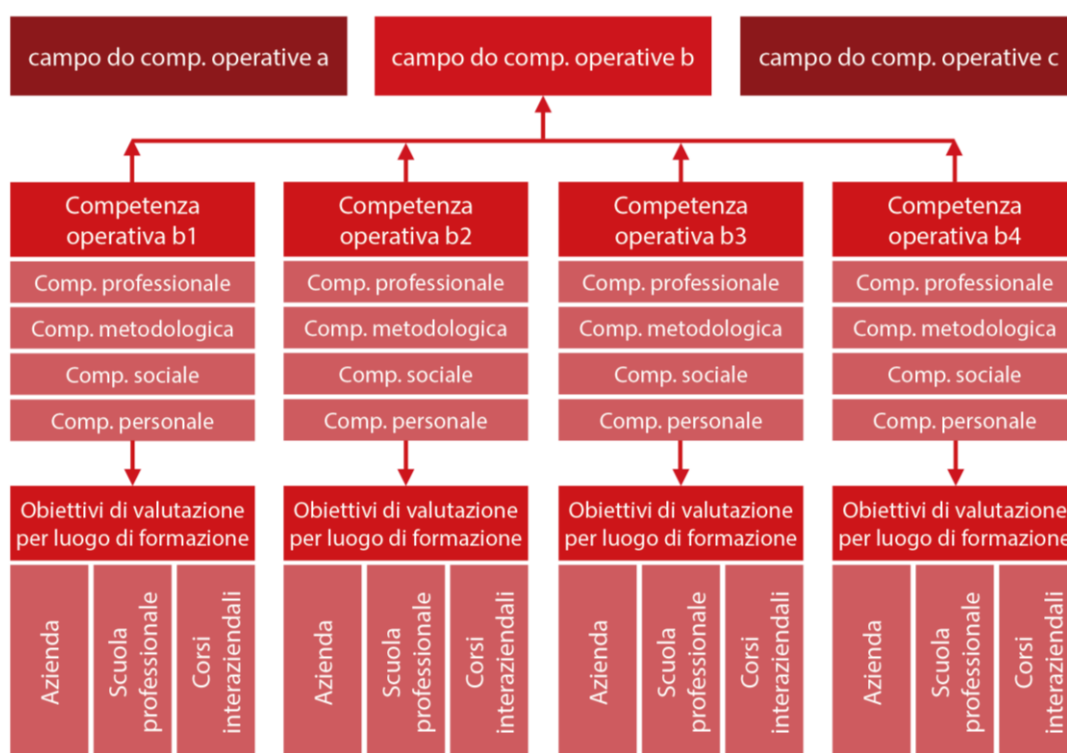 campo do comp. operative a
campo do comp. operative b
campo do comp. operative c
Competenza
operativa b1
Comp. professionale
Comp. metodologica
Comp. sociale
Comp. personale
Obiettivi di valutazione
per luogo di formazione
Azienda
Scuola
professionale
Corsi
interaziendali
Competenza
operativa b2
Comp. professionale
Comp. metodologica
Comp. sociale
Comp. personale
Obiettivi di valutazione
per luogo di formazione
Azienda
Scuola
professionale
Corsi
interaziendali
Competenza
operativa b3
Comp. professionale
Comp. metodologica
Comp. sociale
Comp. personale
Obiettivi di valutazione
per luogo di formazione
Azienda
Scuola
professionale
Corsi
interaziendali
Competenza
operativa b4
Comp. professionale
Comp. metodologica
Comp. sociale
Comp. personale
Obiettivi di valutazione
per luogo di formazione
Azienda
Scuola
professionale
Corsi
interaziendali